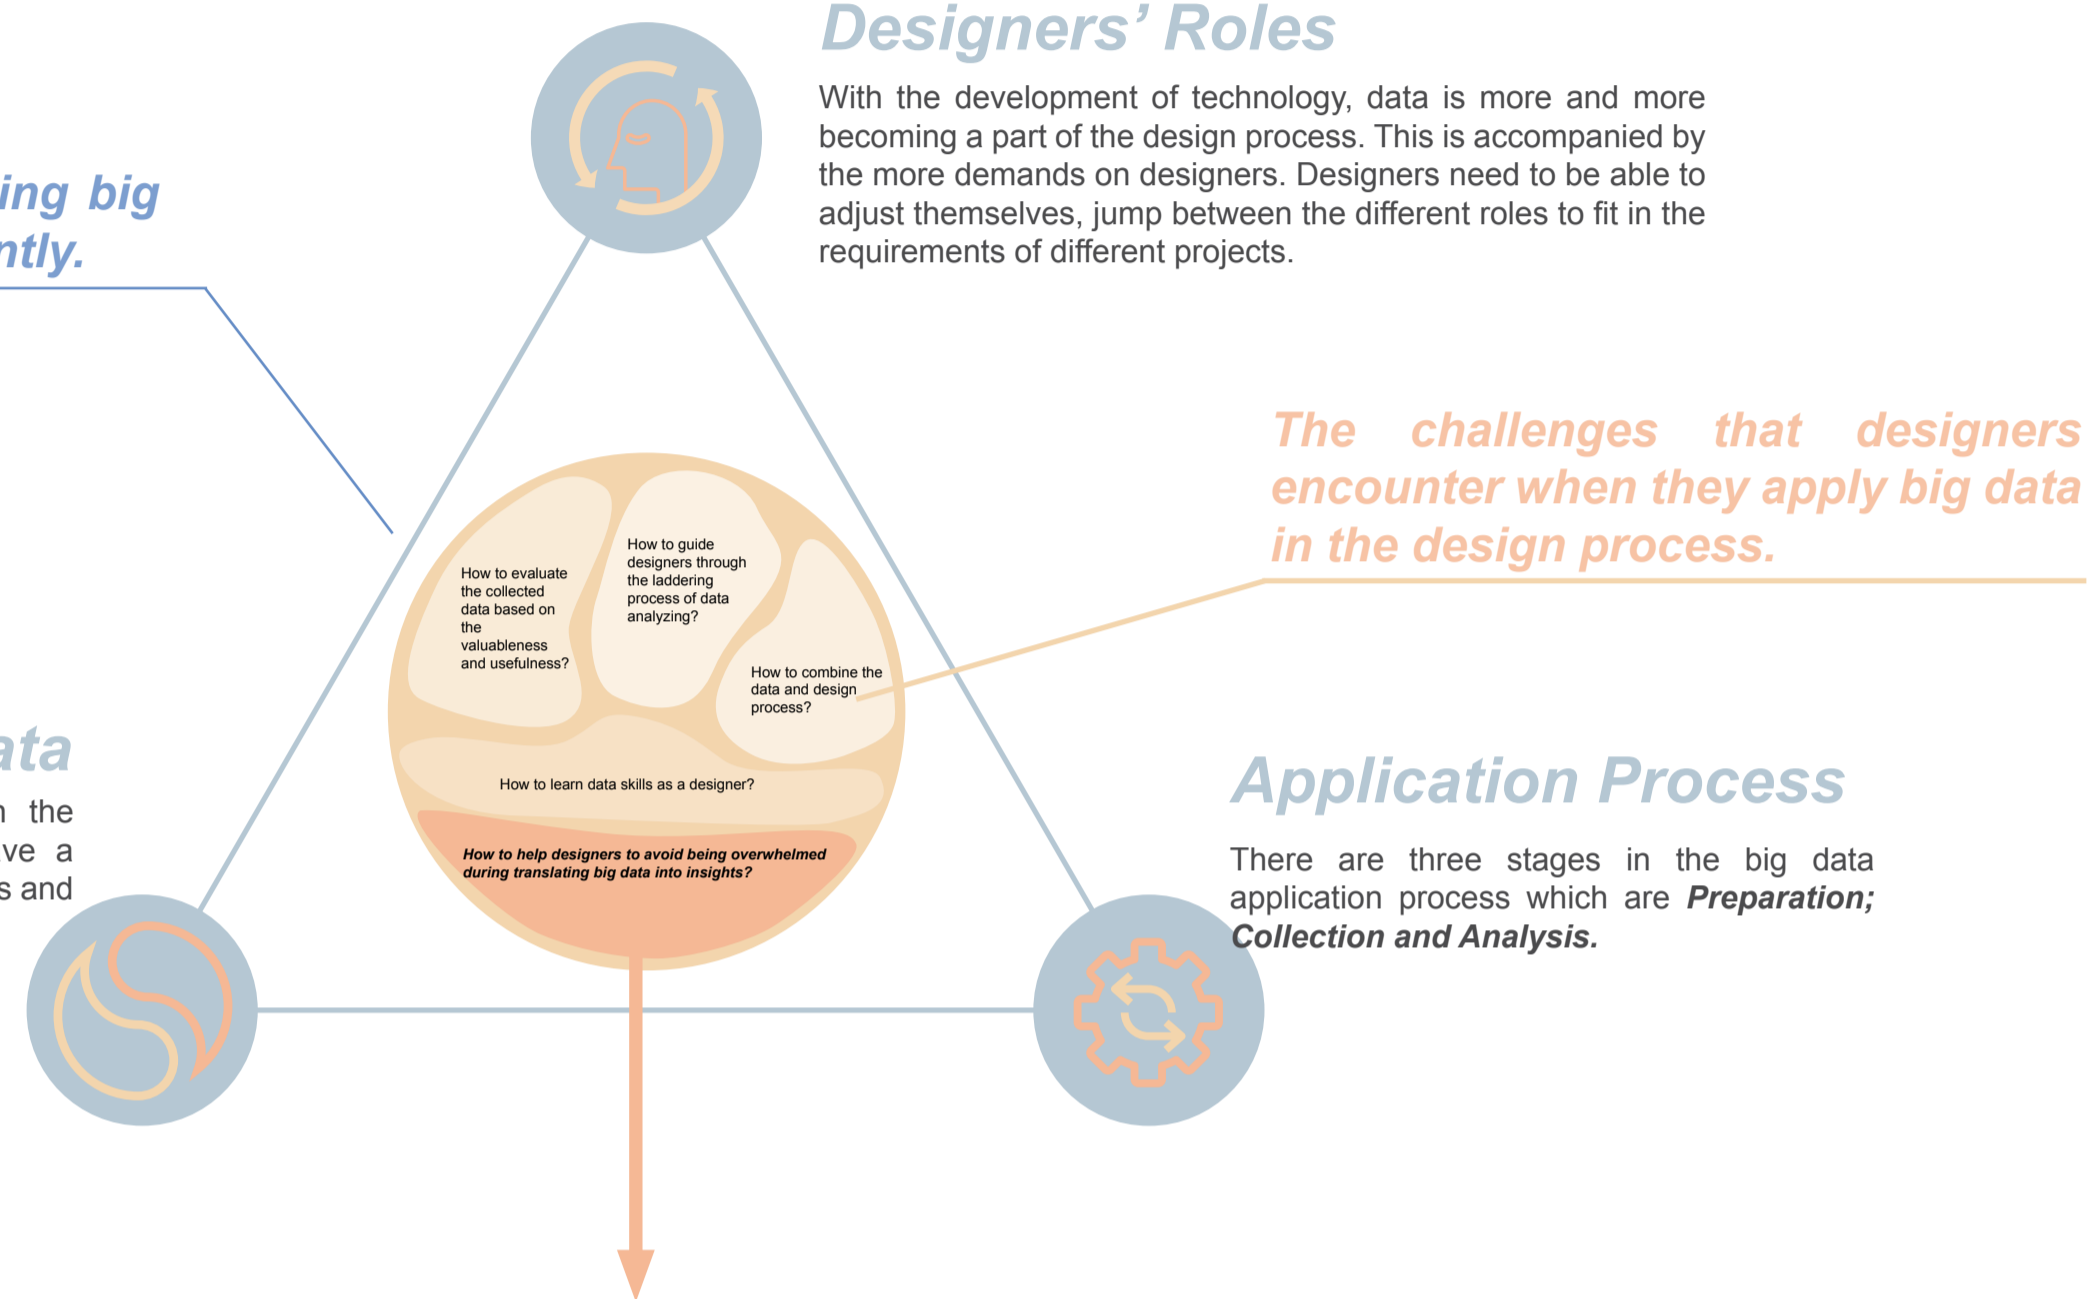 Designers’ Roles
With the development of technology, data is more and more
becoming a part of the design process. This is accompanied by
the more demands on designers. Designers need to be able to
adjust themselves, jump between the different roles to fit in the
requirements of different projects.
ing big
ntly.
The challenges that designers
encounter when they apply big data
in the design process.
How to evaluate
the collected
data based on
the
valuableness
and usefulness?
How to guide
designers through
the laddering
process of data
analyzing?
How to combine the
data and design
process?
How to learn data skills as a designer?
How to help designers to avoid being overwhelmed
during translating big data into insights?
ata
the
ve a
s and
Application Process
There are three stages in the big data
application process which are Preparation;
Collection and Analysis.